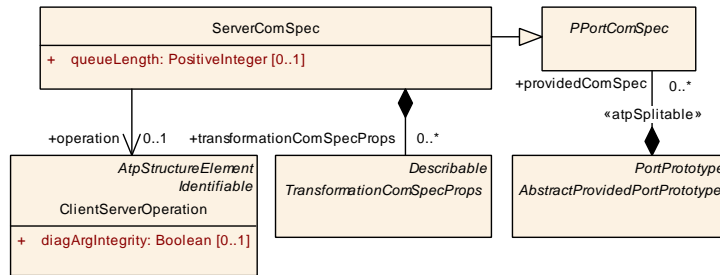 ServerComSpec
+ queueLength: PositiveInteger [0..1]
PPortComSpec
+providedComSpec 0..*
«atpSplitable»
+operation 0..1
+transformationComSpecProps 0..*
AtpStructureElement
Identifiable
ClientServerOperation
+ diagArgIntegrity: Boolean [0..1]
Describable
TransformationComSpecProps
PortPrototype
AbstractProvidedPortPrototype